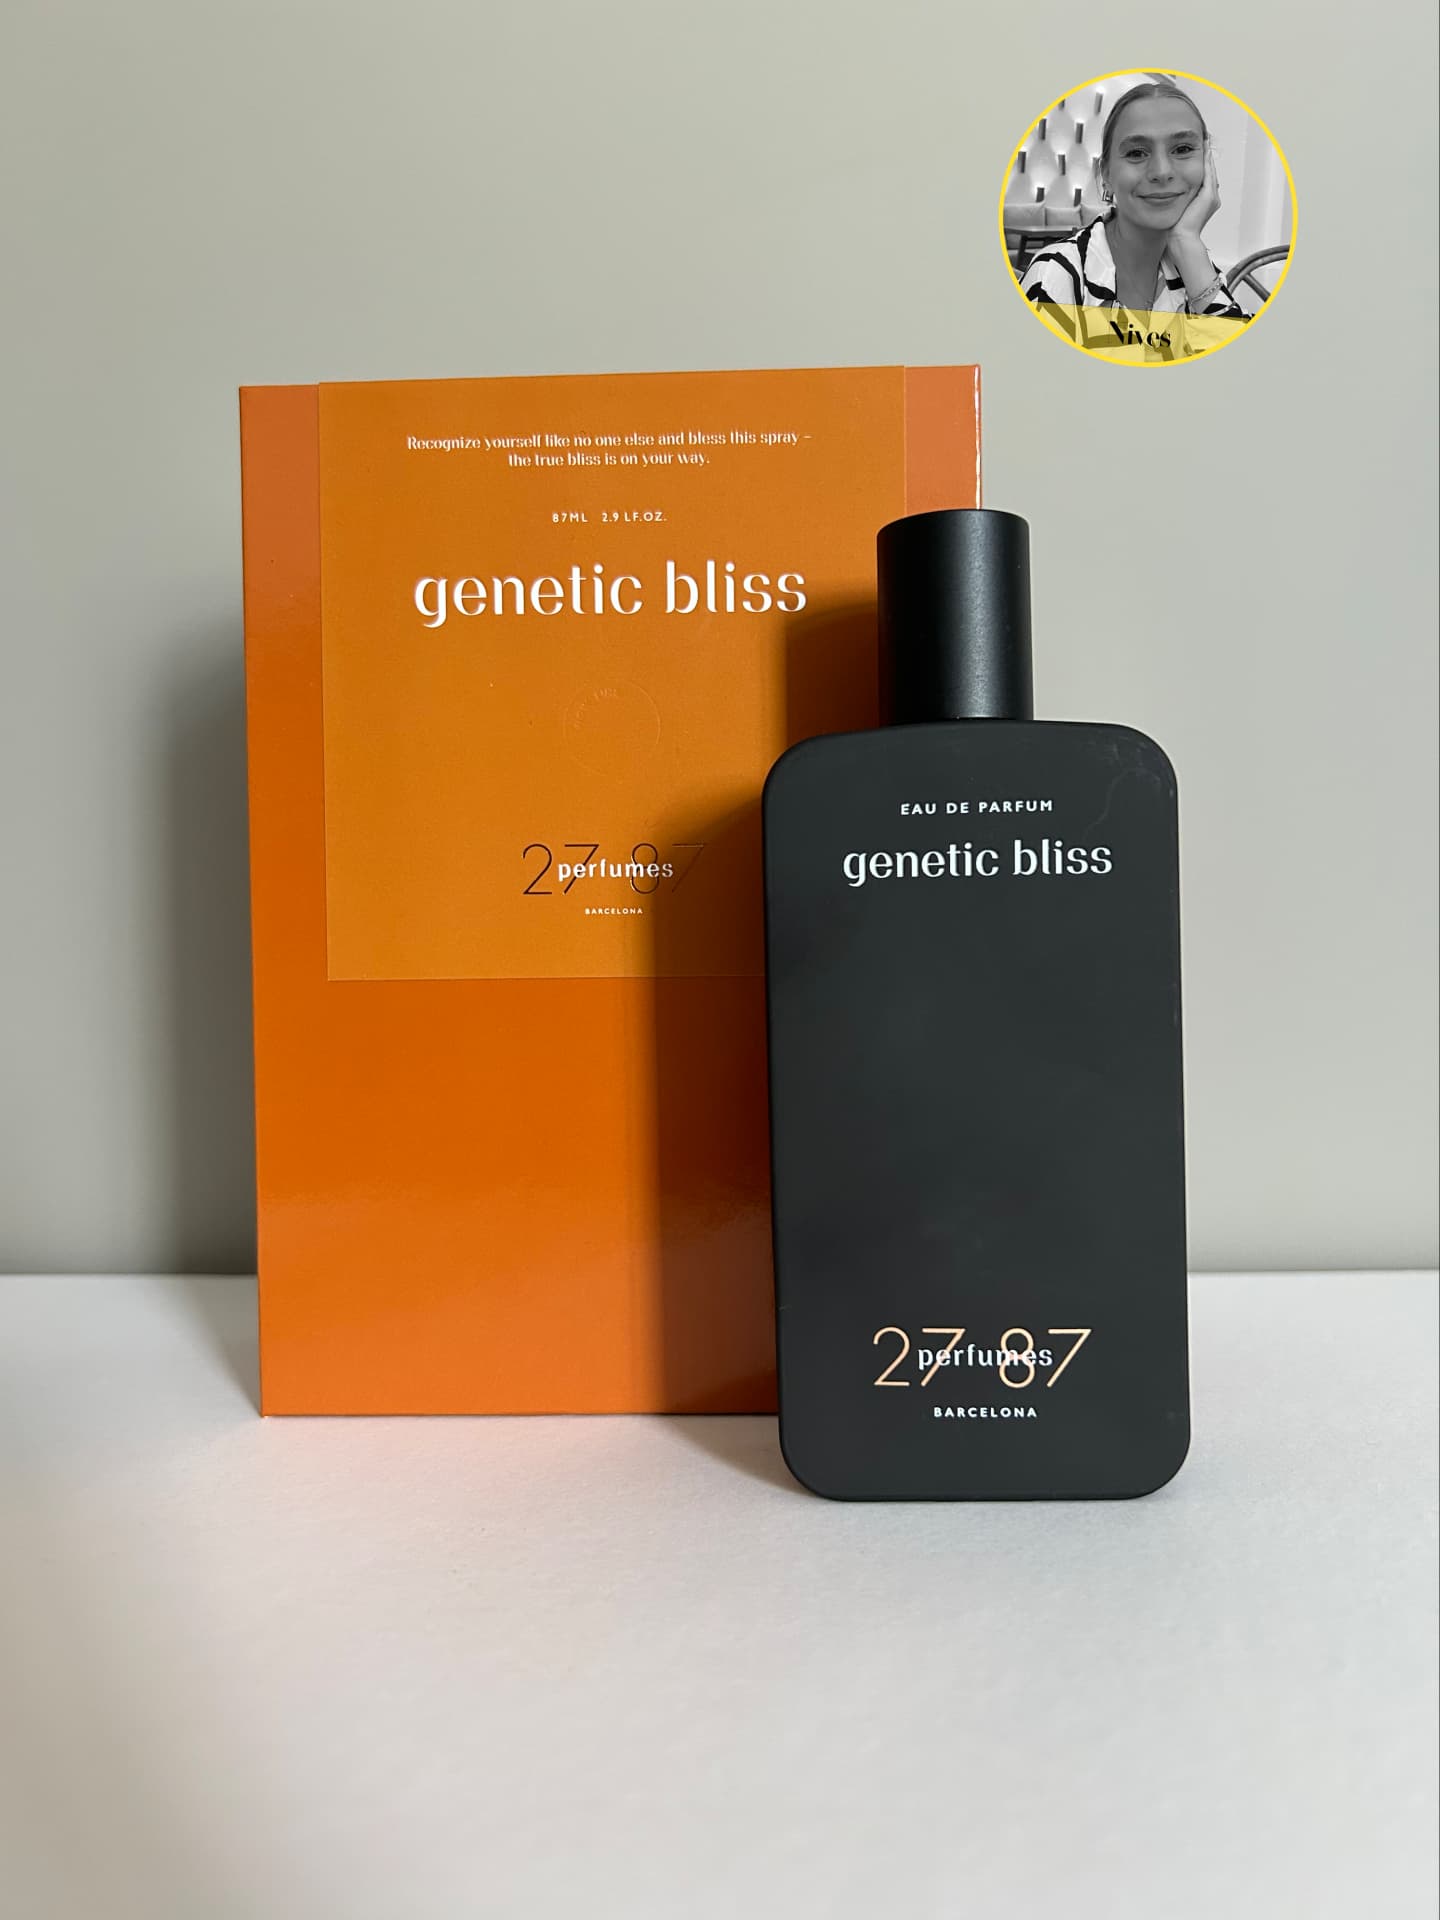 Nives
Recognize yourself like no one else and bless this spray –
the true bliss is on your way.
87ML 2.9 LF.OZ.
genetic bliss
27 87
perfumes
BARCELONA
EAU DE PARFUM
genetic bliss
27 87
perfumes
BARCELONA